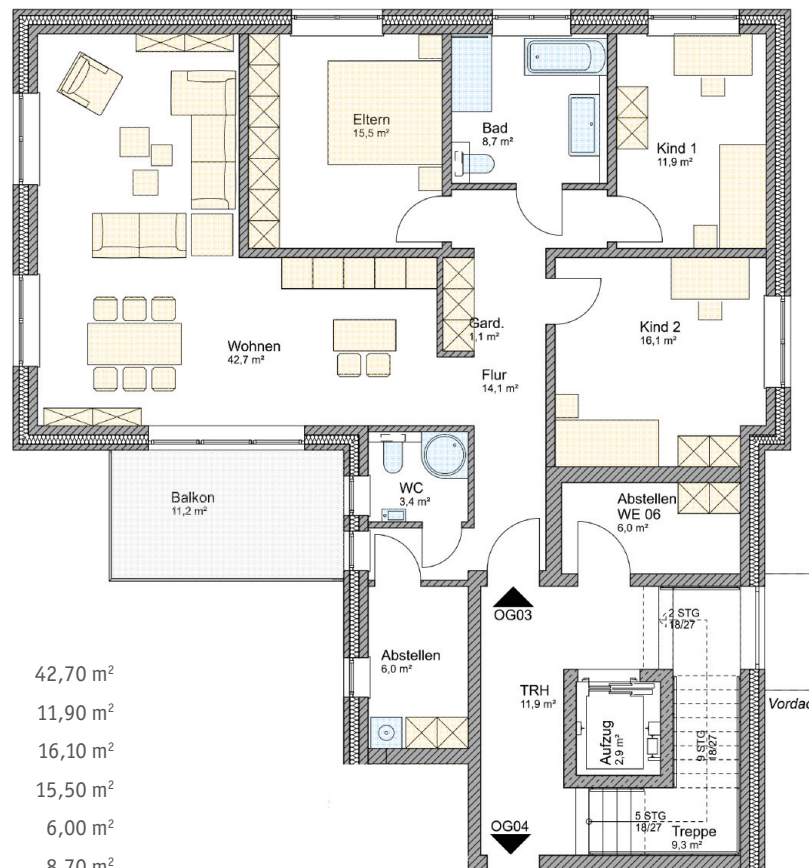 Eltern
15,5 m²
Bad
8,7 m²
Kind 1
11,9 m²
Wohnen
42,7 m²
Gard.
1,1 m²
Flur
14,1 m²
Kind 2
16,1 m²
Balkon
11,2 m²
WC
3,4 m²
Abstellen
WE 06
6,0 m²
OG03
2 STG
18/27
Abstellen
6,0 m²
TRH
11,9 m²
Aufzug
2,9 m²
9 STG
18/27
5 STG
18/27
Treppe
9,3 m²
OG04
42,70 m²
11,90 m²
16,10 m²
15,50 m²
6,00 m²
8,70 m²